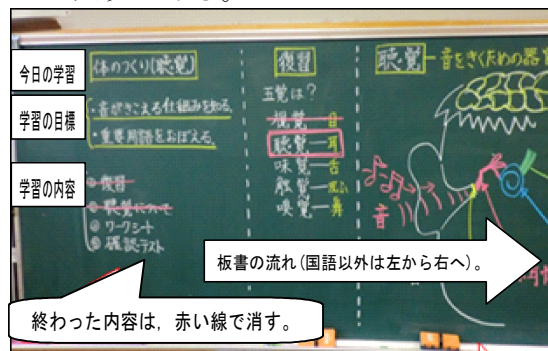 今日の学習
体のつくり(聴覚)
学習の目標
・音がきこえる仕組みを知る。
・重要用語をおぼえる。
学習の内容
① 復習
② 聴覚について
③ ワークシート
④ 確認テスト
終わった内容は，赤い線で消す。
復習
五覚は？
視覚―目
聴覚―耳
味覚―舌
触覚―皮ふ
嗅覚―鼻
聴覚―音をきくための器官
音
板書の流れ(国語以外は左から右へ)。